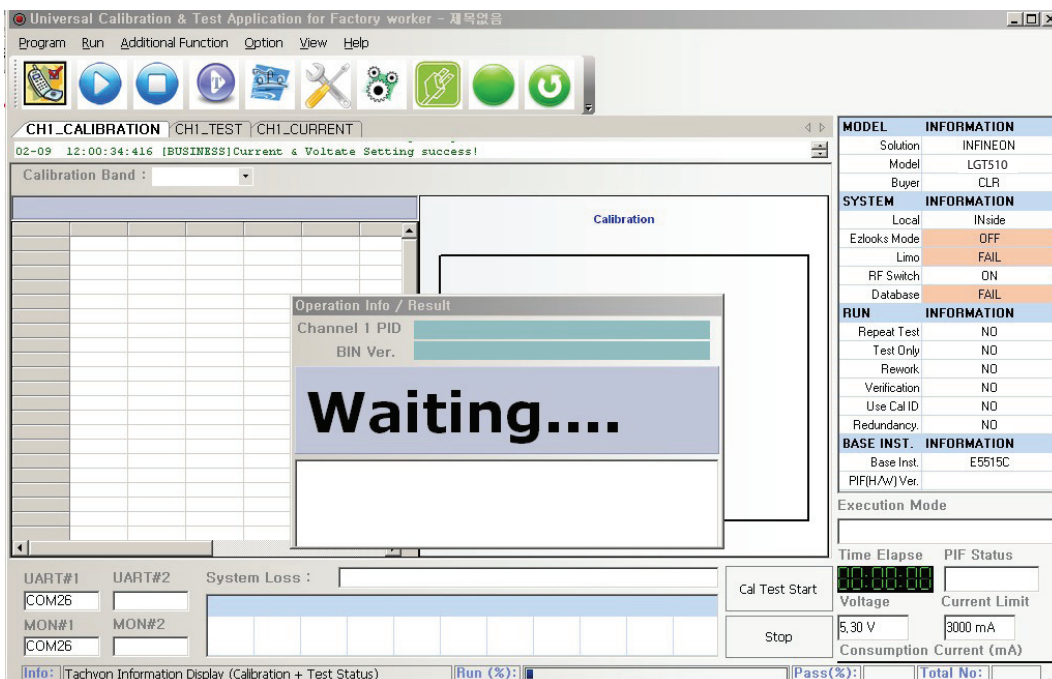 Universal Calibration & Test Application for Factory worker - 제목없음
Program Run Additional Function Option View Help
CH1_CALIBRATION CH1_TEST CH1_CURRENT
02-09 12:00:34:416 [BUSINESS]Current & Voltate Setting success!
Calibration Band :
Calibration
Operation Info / Result
Channel 1 PID
BIN Ver.
Waiting....
MODEL INFORMATION
Solution INFINEON
Model LGT510
Buyer CLR
SYSTEM INFORMATION
Local INside
Ezlooks Mode OFF
Limo FAIL
RF Switch ON
Database FAIL
RUN INFORMATION
Repeat Test NO
Test Only NO
Rework NO
Verification NO
Use Cal ID NO
Redundancy. NO
BASE INST. INFORMATION
Base Inst. E5515C
PIF(H/W) Ver.
Execution Mode
Time Elapse PIF Status
00:00:00
Voltage Current Limit
5,30 V 3000 mA
Consumption Current (mA)
UART#1 UART#2 System Loss :
COM26
MON#1 MON#2
COM26
Cal Test Start
Stop
Info: Tachyon Information Display (Calibration + Test Status) Run (%): Pass(%): Total No: